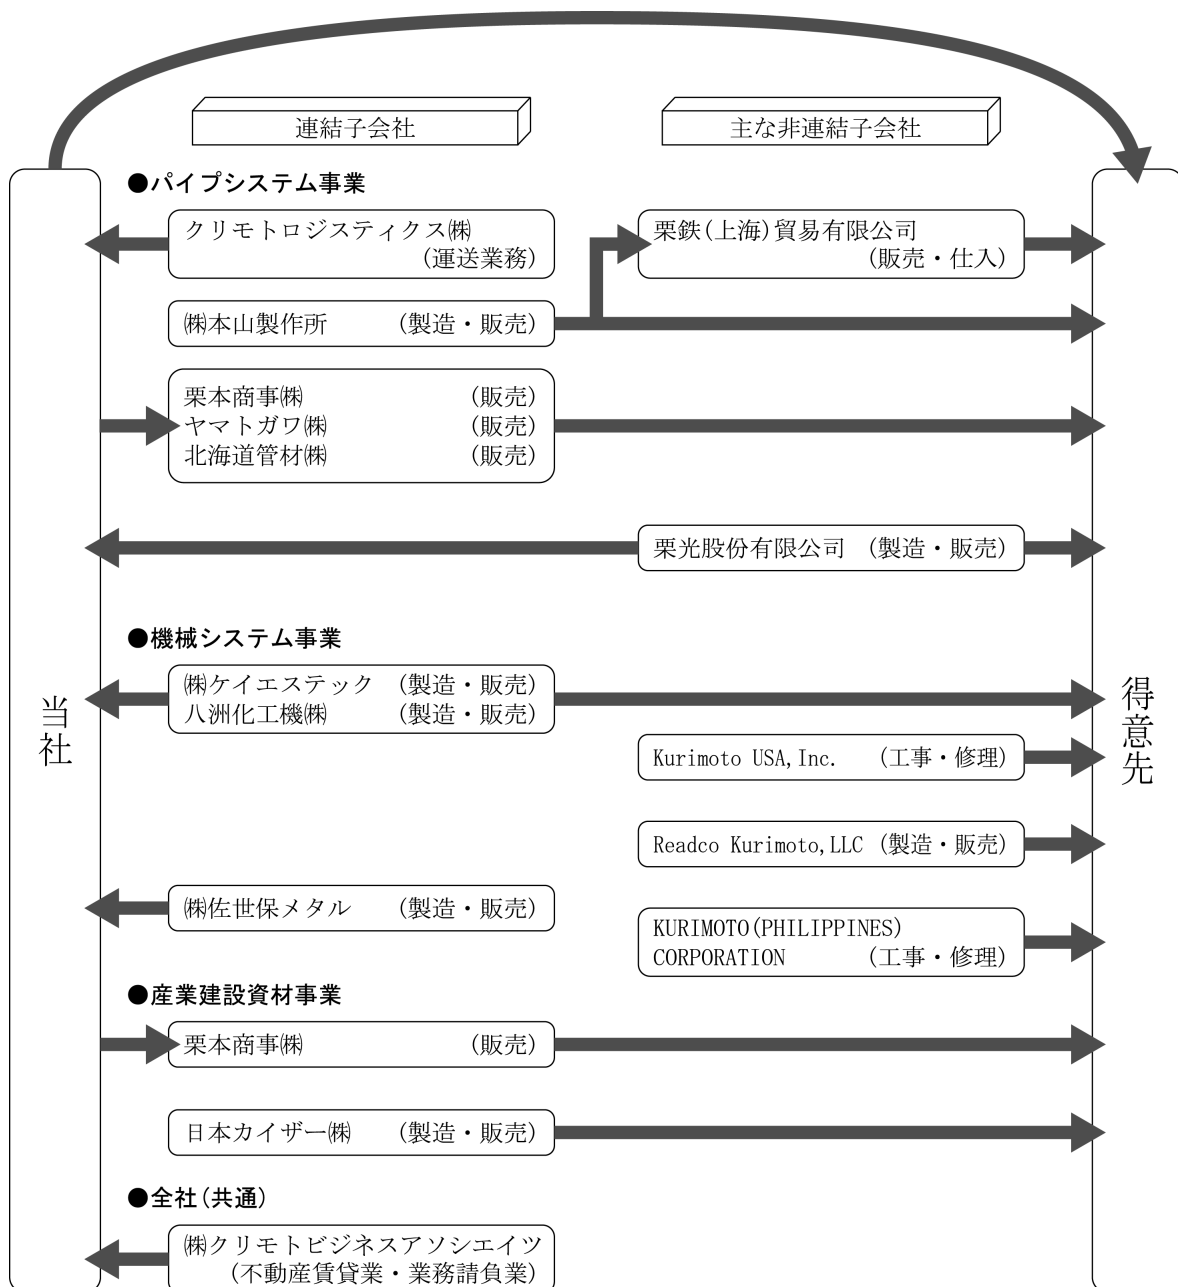 連結子会社
主な非連結子会社
●パイプシステム事業
クリモトロジスティクス㈱
(運送業務)
栗鉄(上海)貿易有限公司
(販売・仕入)
㈱本山製作所 (製造・販売)
栗本商事㈱ (販売)
ヤマトガワ㈱ (販売)
北海道管材㈱ (販売)
栗光股份有限公司 (製造・販売)
●機械システム事業
㈱ケイエステック (製造・販売)
八洲化工機㈱ (製造・販売)
当社
得意先
Kurimoto USA,Inc. (工事・修理)
Readco Kurimoto,LLC (製造・販売)
㈱佐世保メタル (製造・販売)
KURIMOTO(PHILIPPINES)
CORPORATION (工事・修理)
●産業建設資材事業
栗本商事㈱ (販売)
日本カイザー㈱ (製造・販売)
●全社(共通)
㈱クリモトビジネスアソシエイツ
(不動産賃貸業・業務請負業)